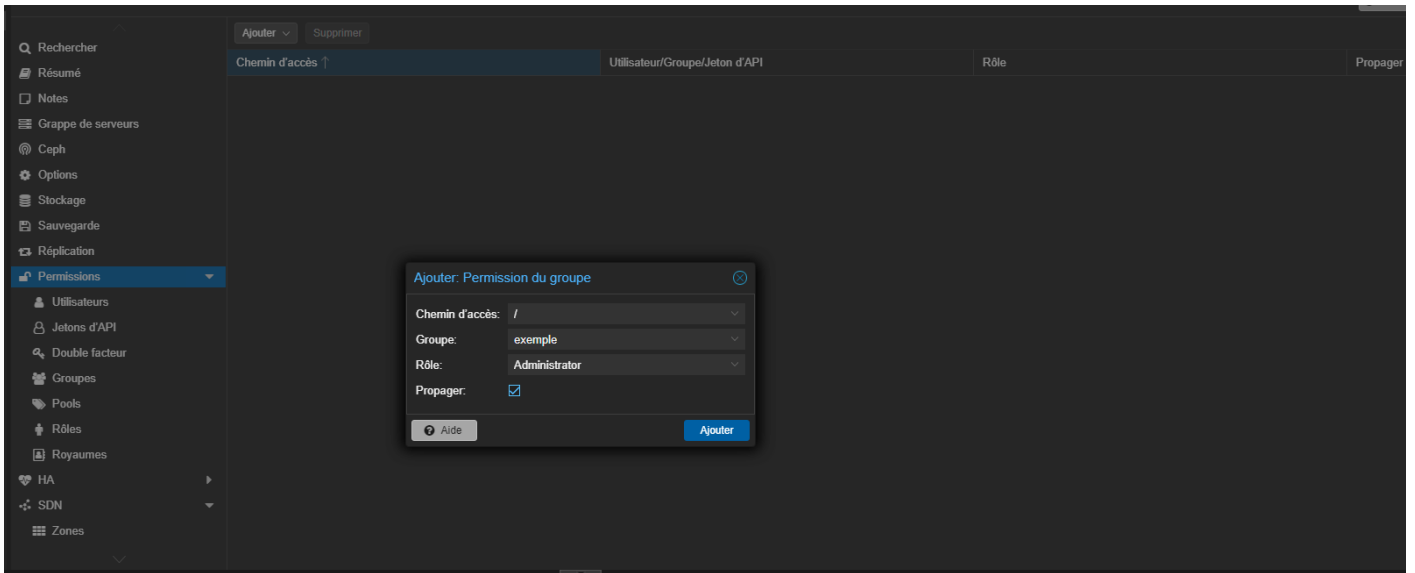 Ajouter Supprimer
Rechercher
Résumé
Notes
Grappe de serveurs
Ceph
Options
Stockage
Sauvegarde
Réplication
Permissions
Utilisateurs
Jetons d'API
Double facteur
Groupes
Pools
Rôles
Royaumes
HA
SDN
Zones
Chemin d'accès ↑ Utilisateur/Groupe/Jeton d'API Rôle Propager
Ajouter: Permission du groupe
Chemin d'accès: /
Groupe: exemple
Rôle: Administrator
Propager:
Aide Ajouter